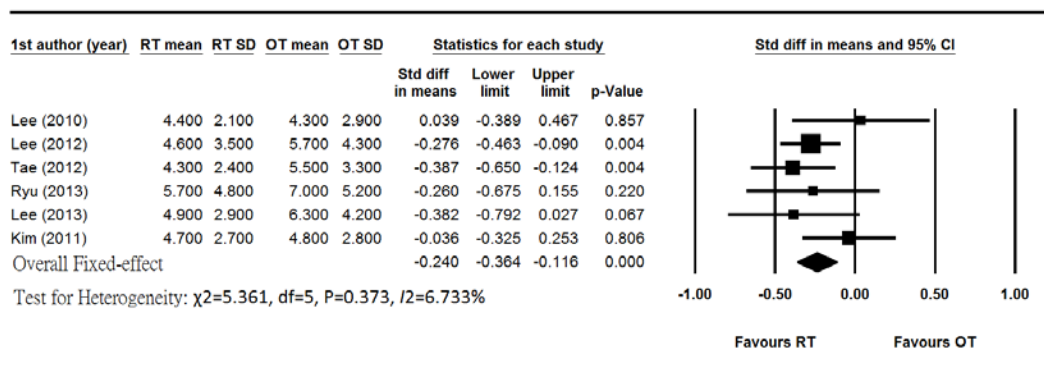 1st author (year) RT mean RT SD OT mean OT SD Statistics for each study Std diff in means and 95% CI
Std diff in means Lower limit Upper limit p-Value
Lee (2010) 4.400 2.100 4.300 2.900 0.039 -0.389 0.467 0.857
Lee (2012) 4.600 3.500 5.700 4.300 -0.276 -0.463 -0.090 0.004
Tae (2012) 4.300 2.400 5.500 3.300 -0.387 -0.650 -0.124 0.004
Ryu (2013) 5.700 4.800 7.000 5.200 -0.260 -0.675 0.155 0.220
Lee (2013) 4.900 2.900 6.300 4.200 -0.382 -0.792 0.027 0.067
Kim (2011) 4.700 2.700 4.800 2.800 -0.036 -0.325 0.253 0.806
Overall Fixed-effect -0.240 -0.364 -0.116 0.000
Test for Heterogeneity: χ2=5.361, df=5, P=0.373, I2=6.733%
-1.00 -0.50 0.00 0.50 1.00
Favours RT Favours OT